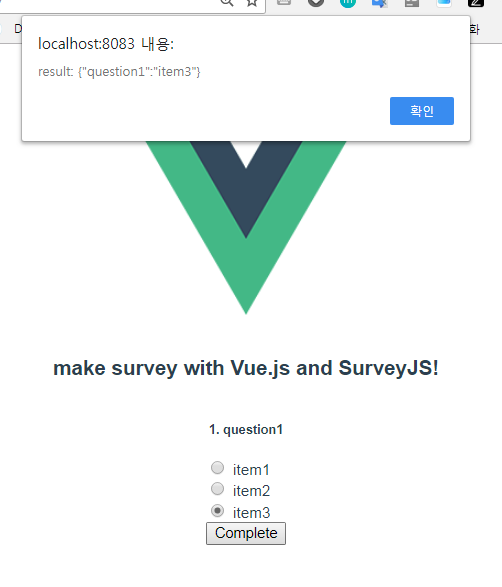 localhost:8083 내용:
result: {"question1":"item3"}
확인
make survey with Vue.js and SurveyJS!
1. question1
item1
item2
item3
Complete